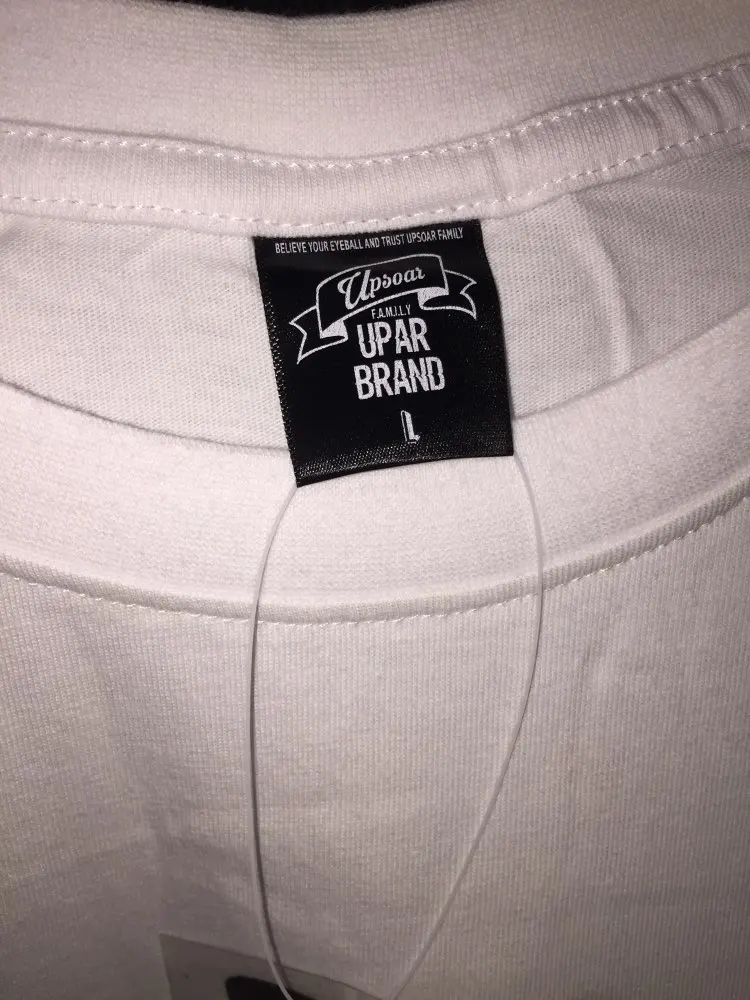 BELIEVE YOUR EYEBALL AND TRUST UPSOAR FAMILY
Upsoar
F.A.M.I.L.Y
UPAR
BRAND
L